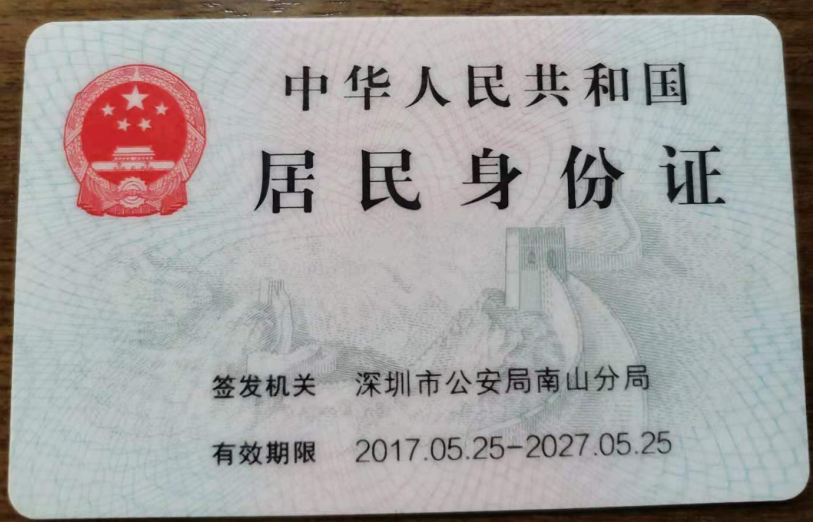 中华人民共和国
居民身份证
签发机关 深圳市公安局南山分局
有效期限 2017.05.25-2027.05.25